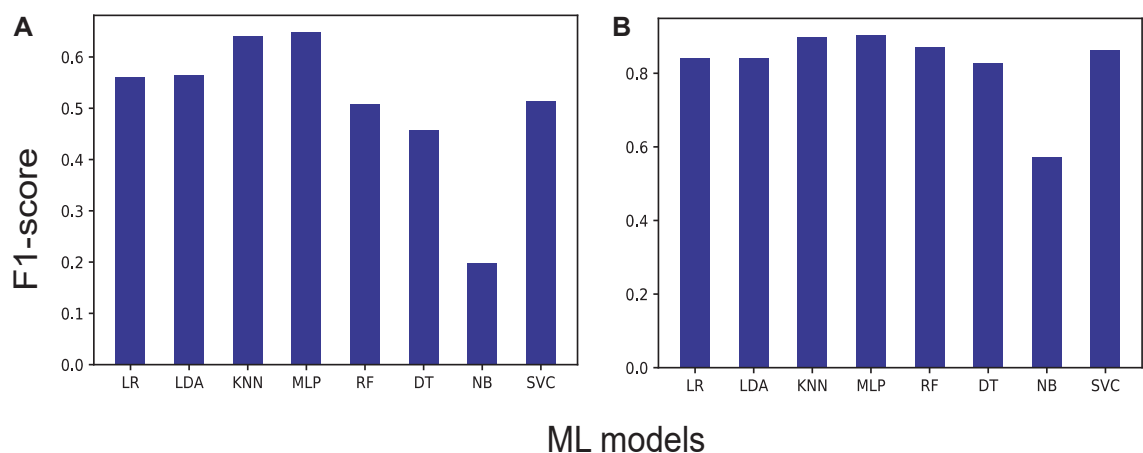 A
F1-score
0.6
0.5
0.4
0.3
0.2
0.1
0.0
LR LDA KNN MLP RF DT NB SVC
B
0.8
0.6
0.4
0.2
0.0
LR LDA KNN MLP RF DT NB SVC
ML models